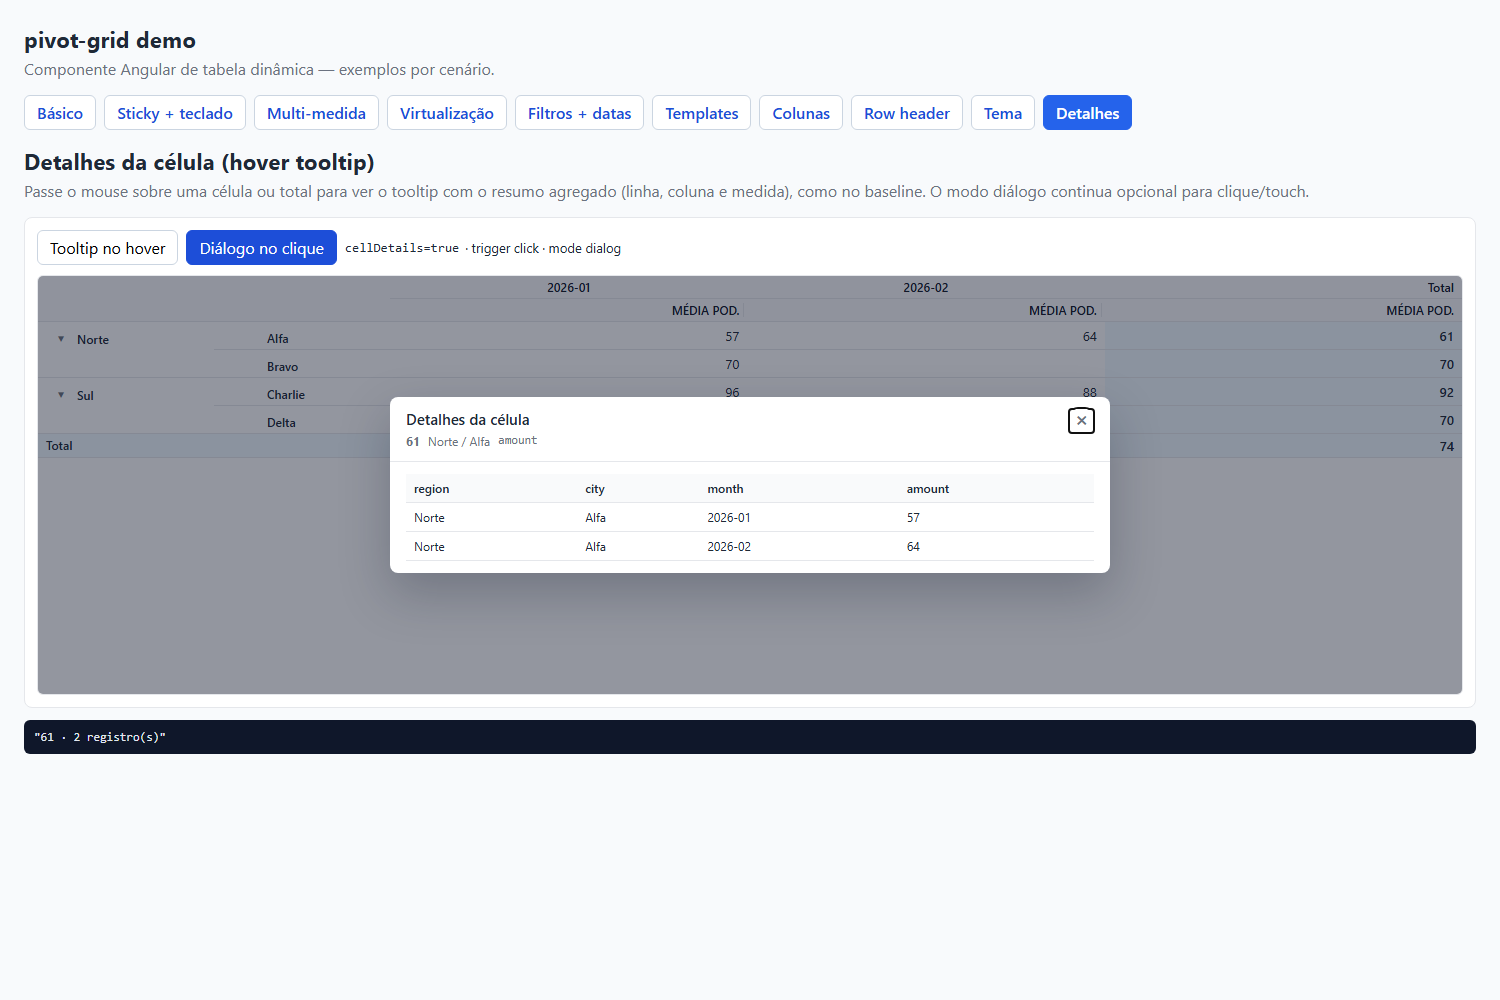 pivot-grid demo
Componente Angular de tabela dinâmica — exemplos por cenário.
Básico Sticky + teclado Multi-medida Virtualização Filtros + datas Templates Colunas Row header Tema Detalhes
Detalhes da célula (hover tooltip)
Passe o mouse sobre uma célula ou total para ver o tooltip com o resumo agregado (linha, coluna e medida), como no baseline. O modo diálogo continua opcional para clique/touch.
Tooltip no hover Diálogo no clique cellDetails=true · trigger click · mode dialog
2026-01 2026-02 Total
MÉDIA POD. MÉDIA POD. MÉDIA POD.
▼ Norte Alfa 57 64 61
Bravo 70 70
▼ Sul Charlie 96 88 92
Delta 70
Total 74
Detalhes da célula ×
61 Norte / Alfa amount
region city month amount
Norte Alfa 2026-01 57
Norte Alfa 2026-02 64
"61 · 2 registro(s)"